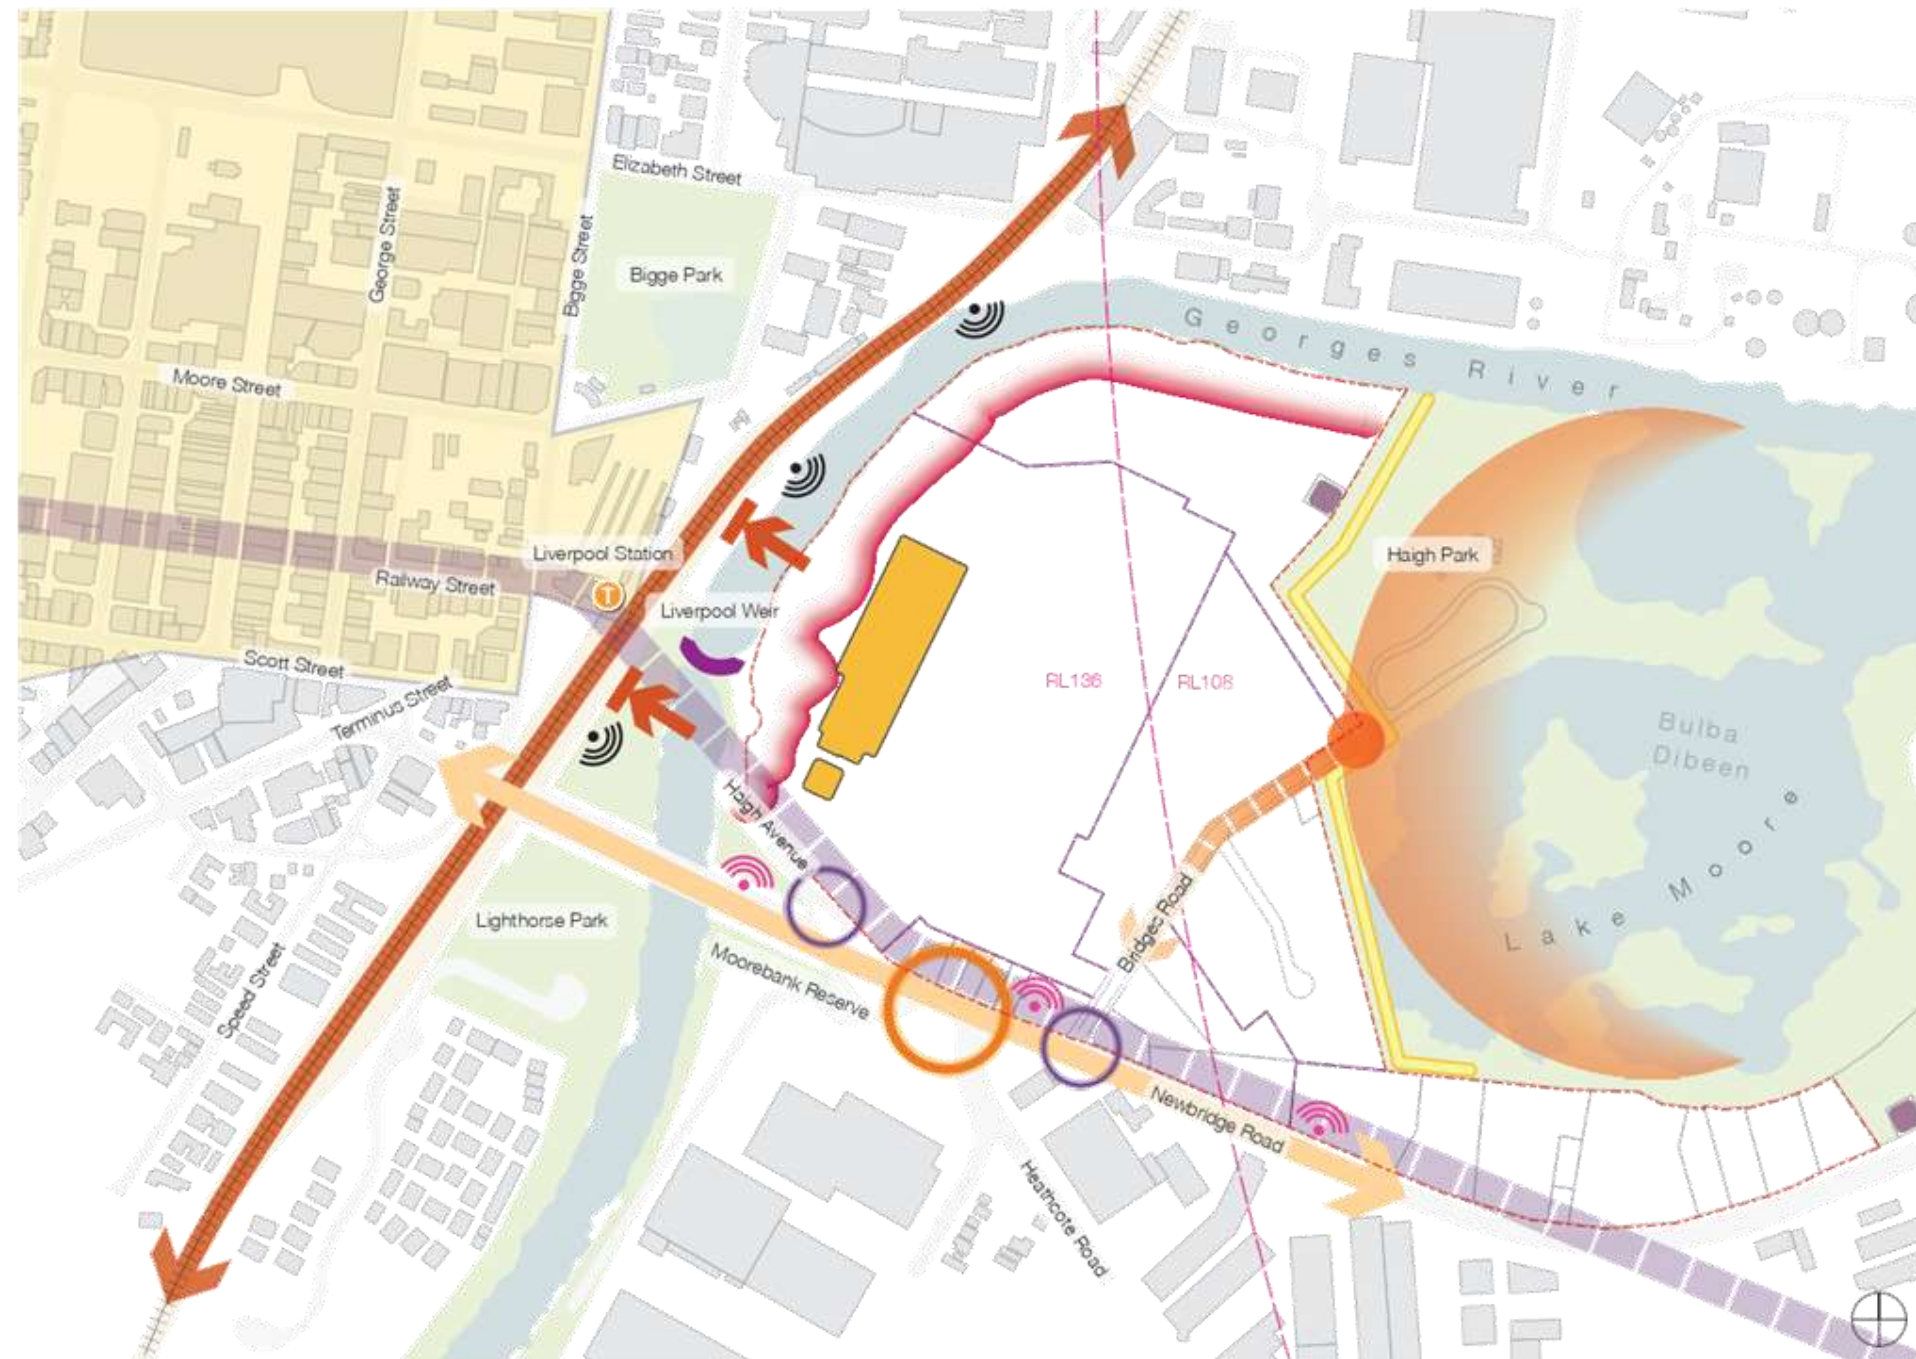 Elizabeth Street
Bigge Park
George Street
Bigge Street
Georges River
Moore Street
Liverpool Station
T
Haigh Park
Railway Street
Liverpool Weir
Scott Street
RL136
RL108
Terminus Street
Bulba
Dibeen
Haigh Avenue
Lake Moore
Lighthorse Park
Bridges Road
Moorebank Reserve
Speed Street
Newbridge Road
Heathcote Road